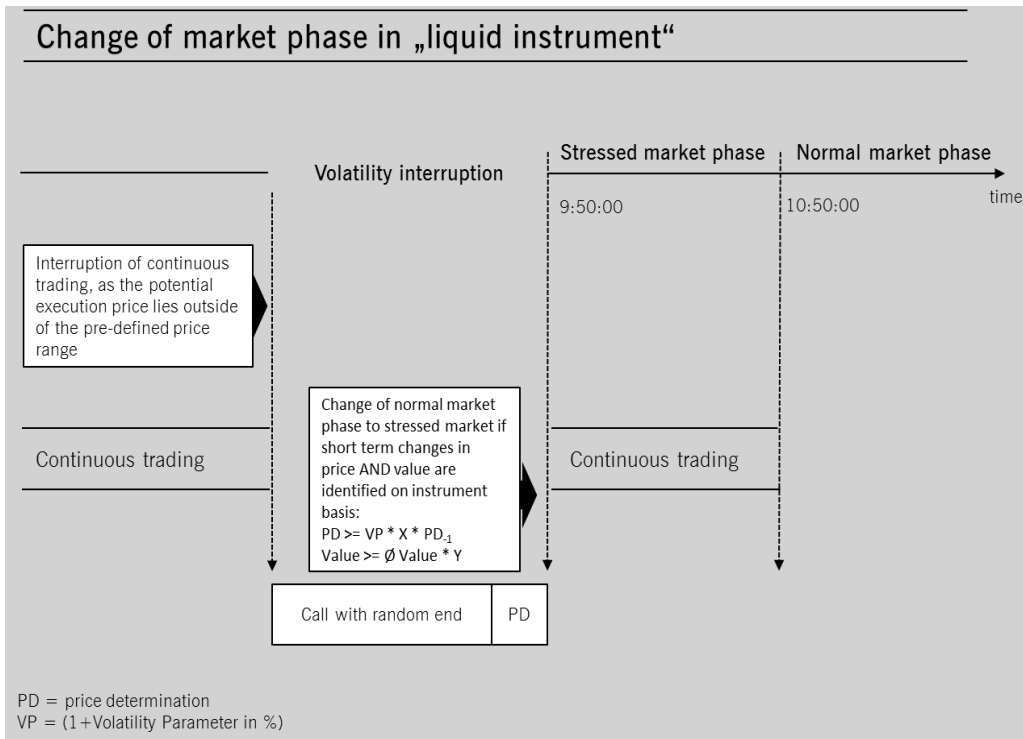 Change of market phase in „liquid instrument“
Volatility interruption
Stressed market phase
Normal market phase
time
9:50:00
10:50:00
Interruption of continuous
trading, as the potential
execution price lies outside
of the pre-defined price
range
Change of normal market
phase to stressed market if
short term changes in
price AND value are
identified on instrument
basis:
PD >= VP * X * PD-1
Value >= Ø Value * Y
Continuous trading
Continuous trading
Call with random end
PD
PD = price determination
VP = (1+Volatility Parameter in %)